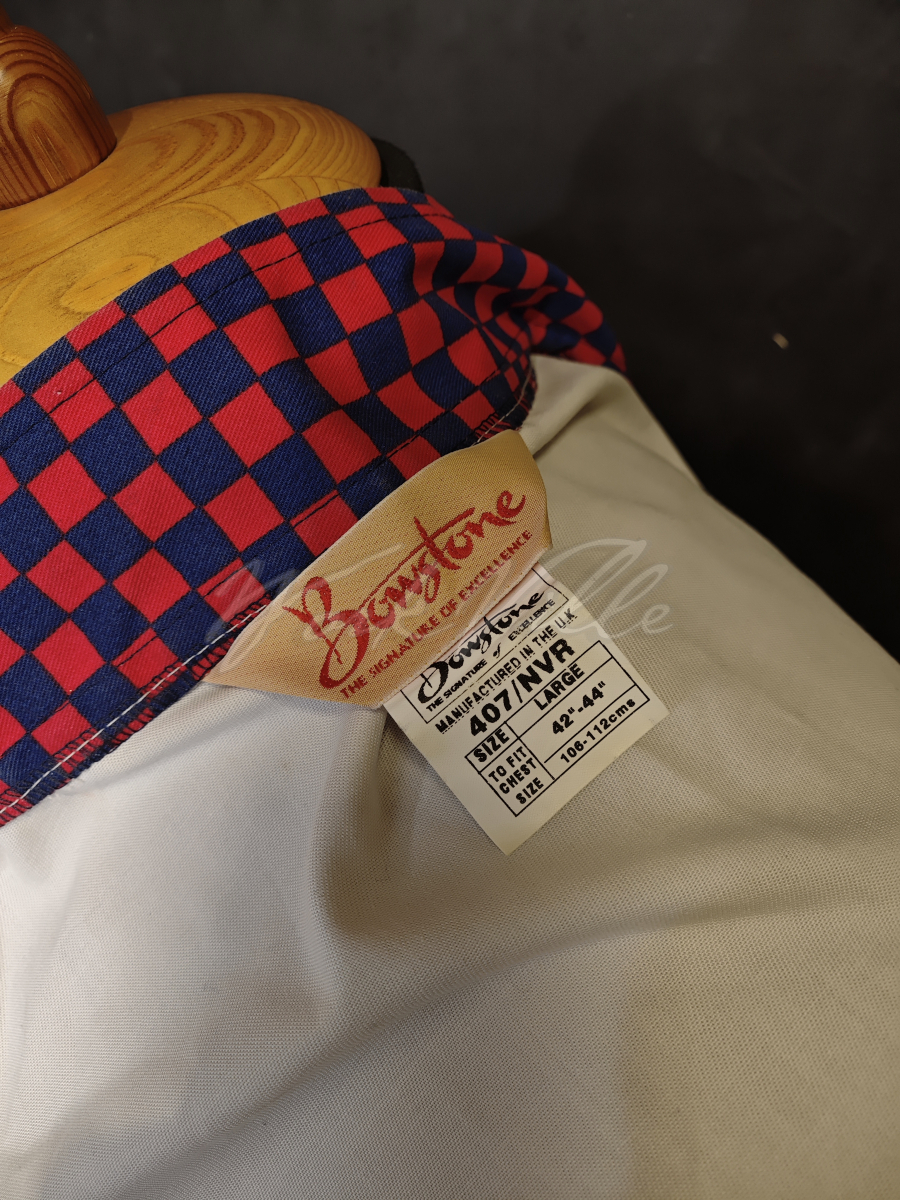 Bowstone
THE SIGNATURE OF EXCELLENCE
Bowstone
THE SIGNATURE of EXCELLENCE
MANUFACTURED IN THE U.K
407/NVR
SIZE LARGE
TO FIT CHEST SIZE
42"-44"
106-112cms